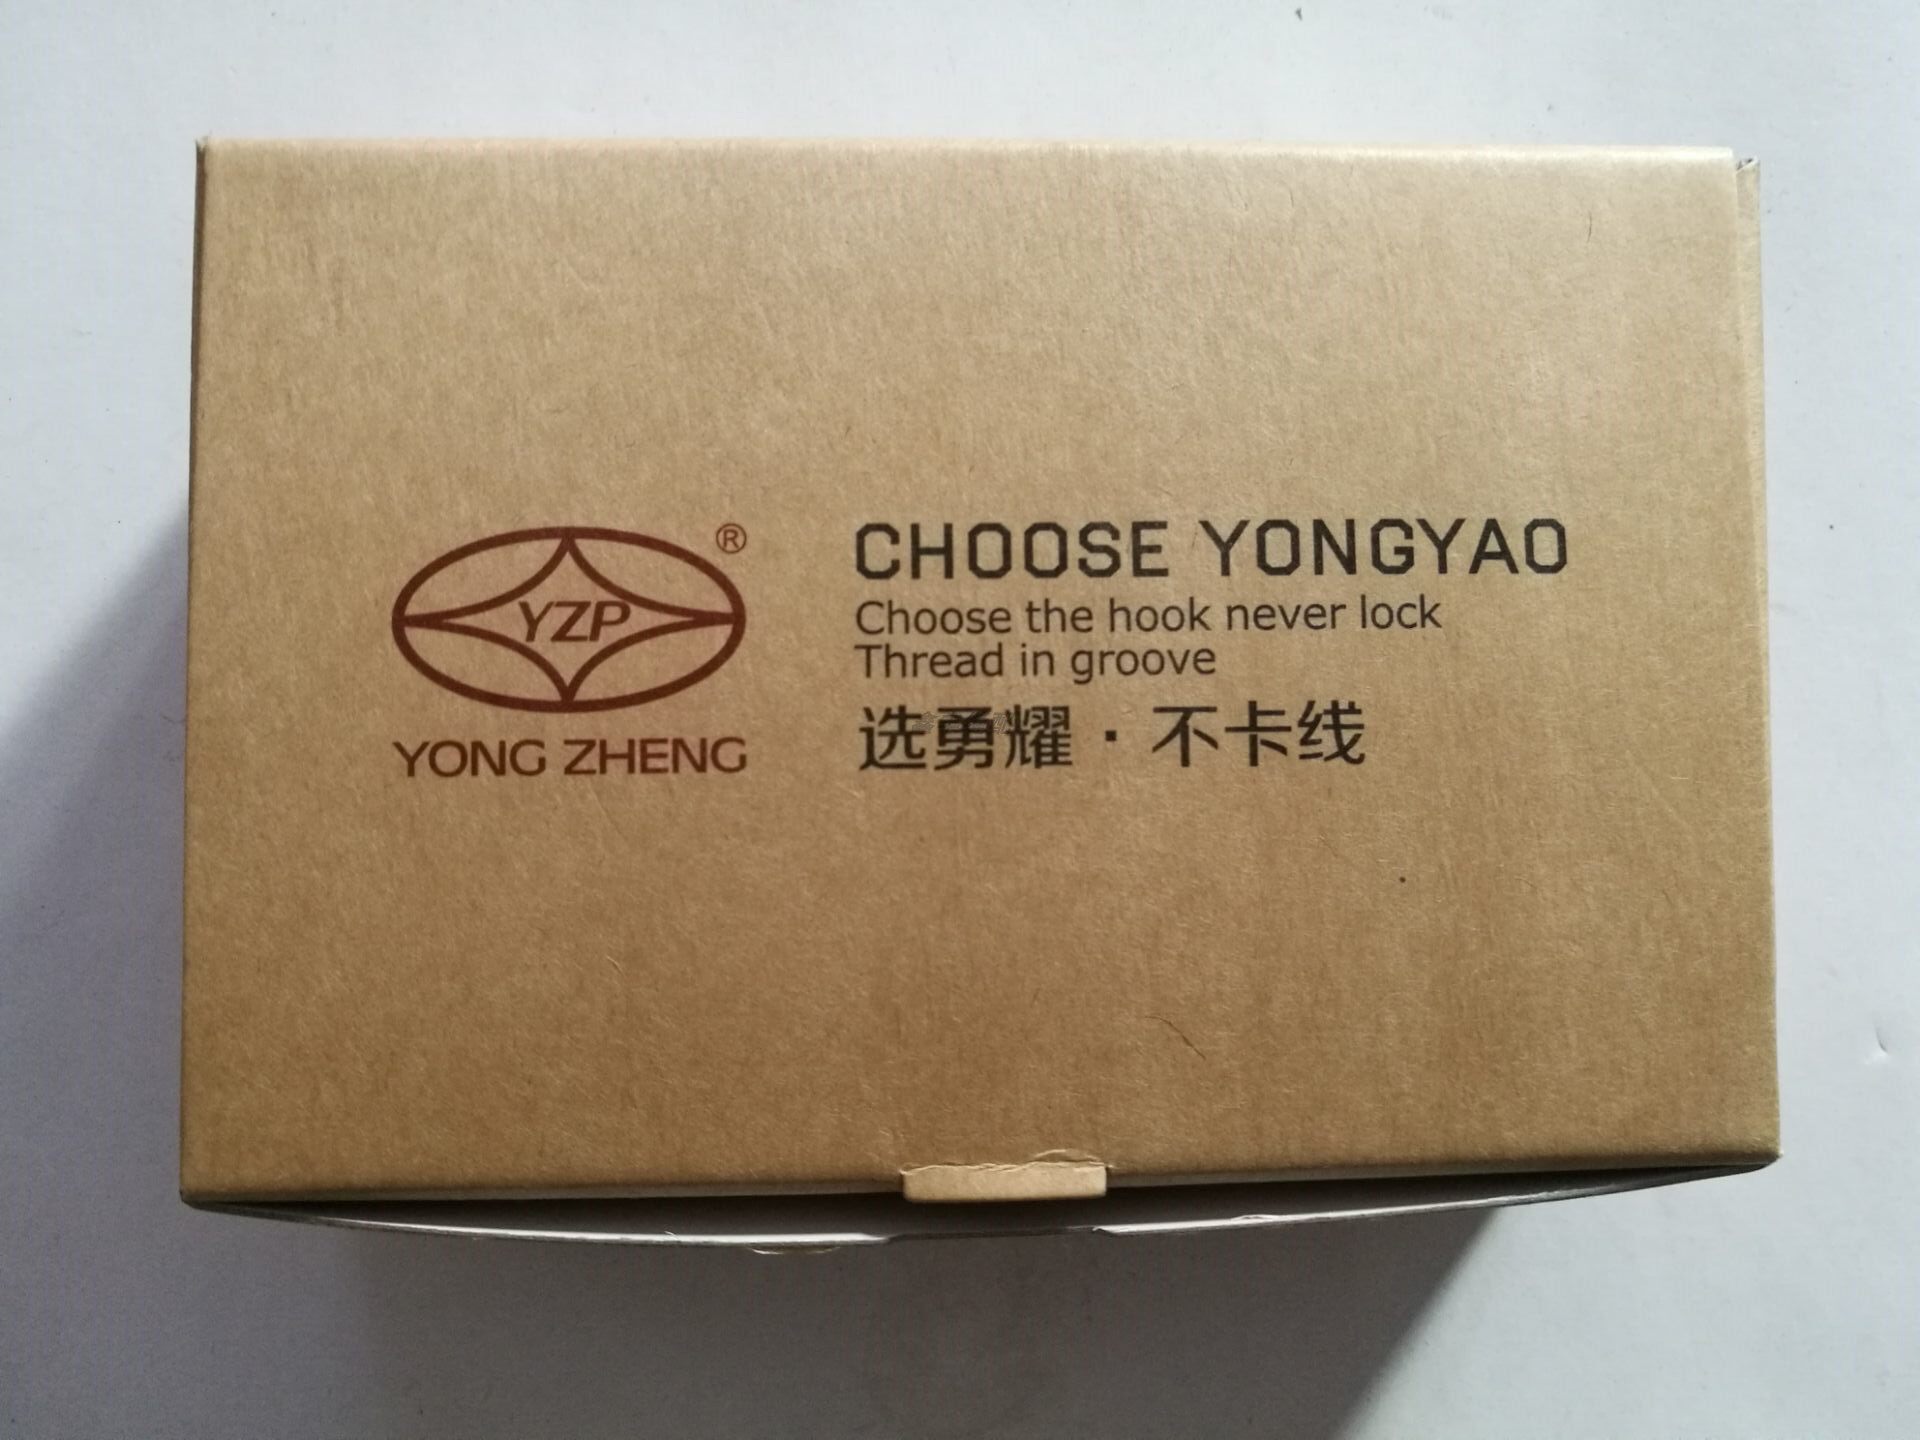 YZP
®
YONG ZHENG
CHOOSE YONGYAO
Choose the hook never lock
Thread in groove
选勇耀·不卡线